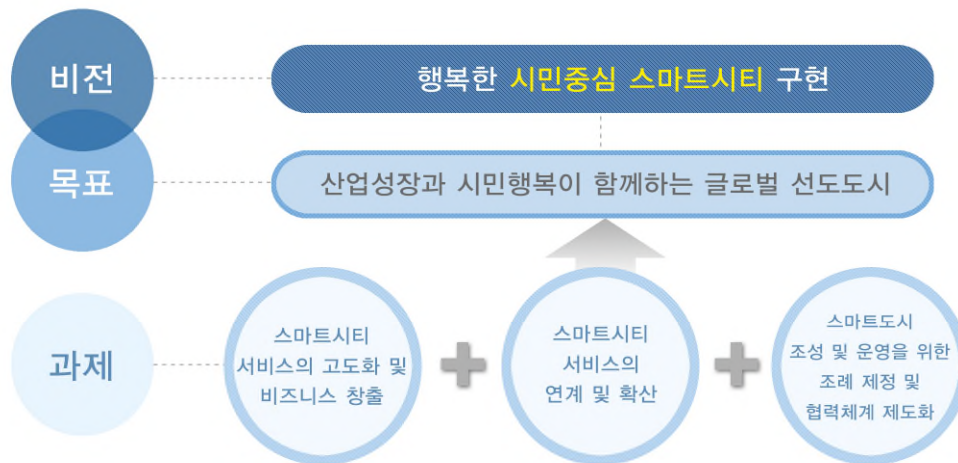 비전
행복한 시민중심 스마트시티 구현
목표
산업성장과 시민행복이 함께하는 글로벌 선도도시
과제
스마트시티
서비스의 고도화 및
비즈니스 창출
스마트시티
서비스의
연계 및 확산
스마트도시
조성 및 운영을 위한
조례 제정 및
협력체계 제도화